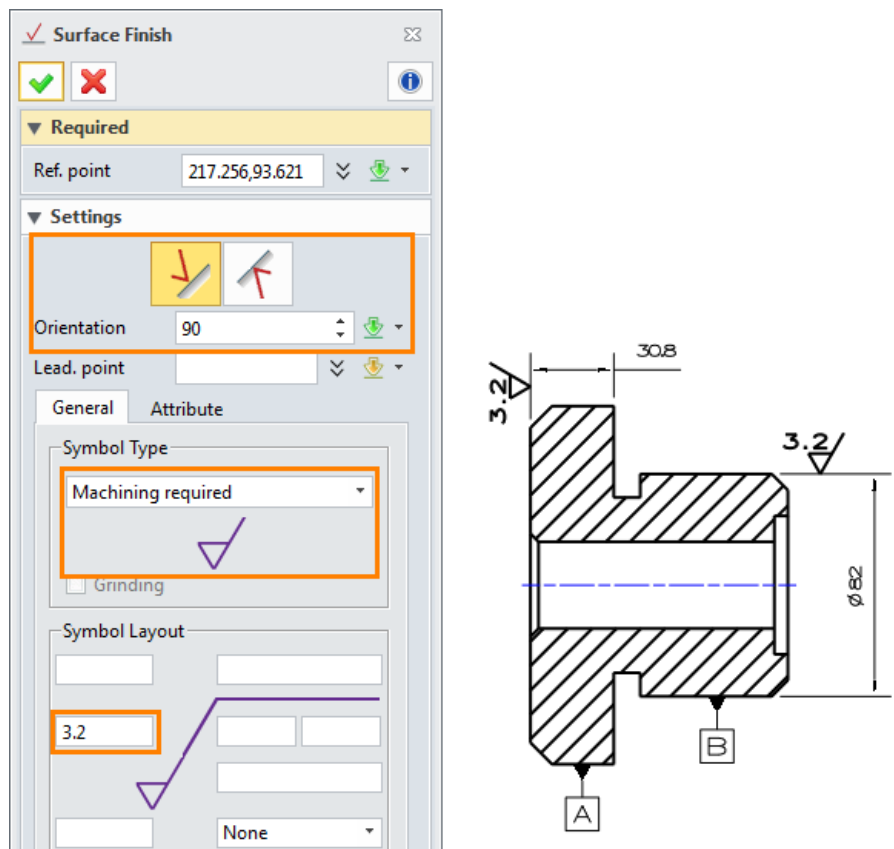 Surface Finish
Required
Ref. point 217.256,93.621
Settings
Orientation 90
Lead. point
General Attribute
Symbol Type
Machining required
Grinding
Symbol Layout
3.2
None
30.8
3.2
3.2
Ø82
B
A